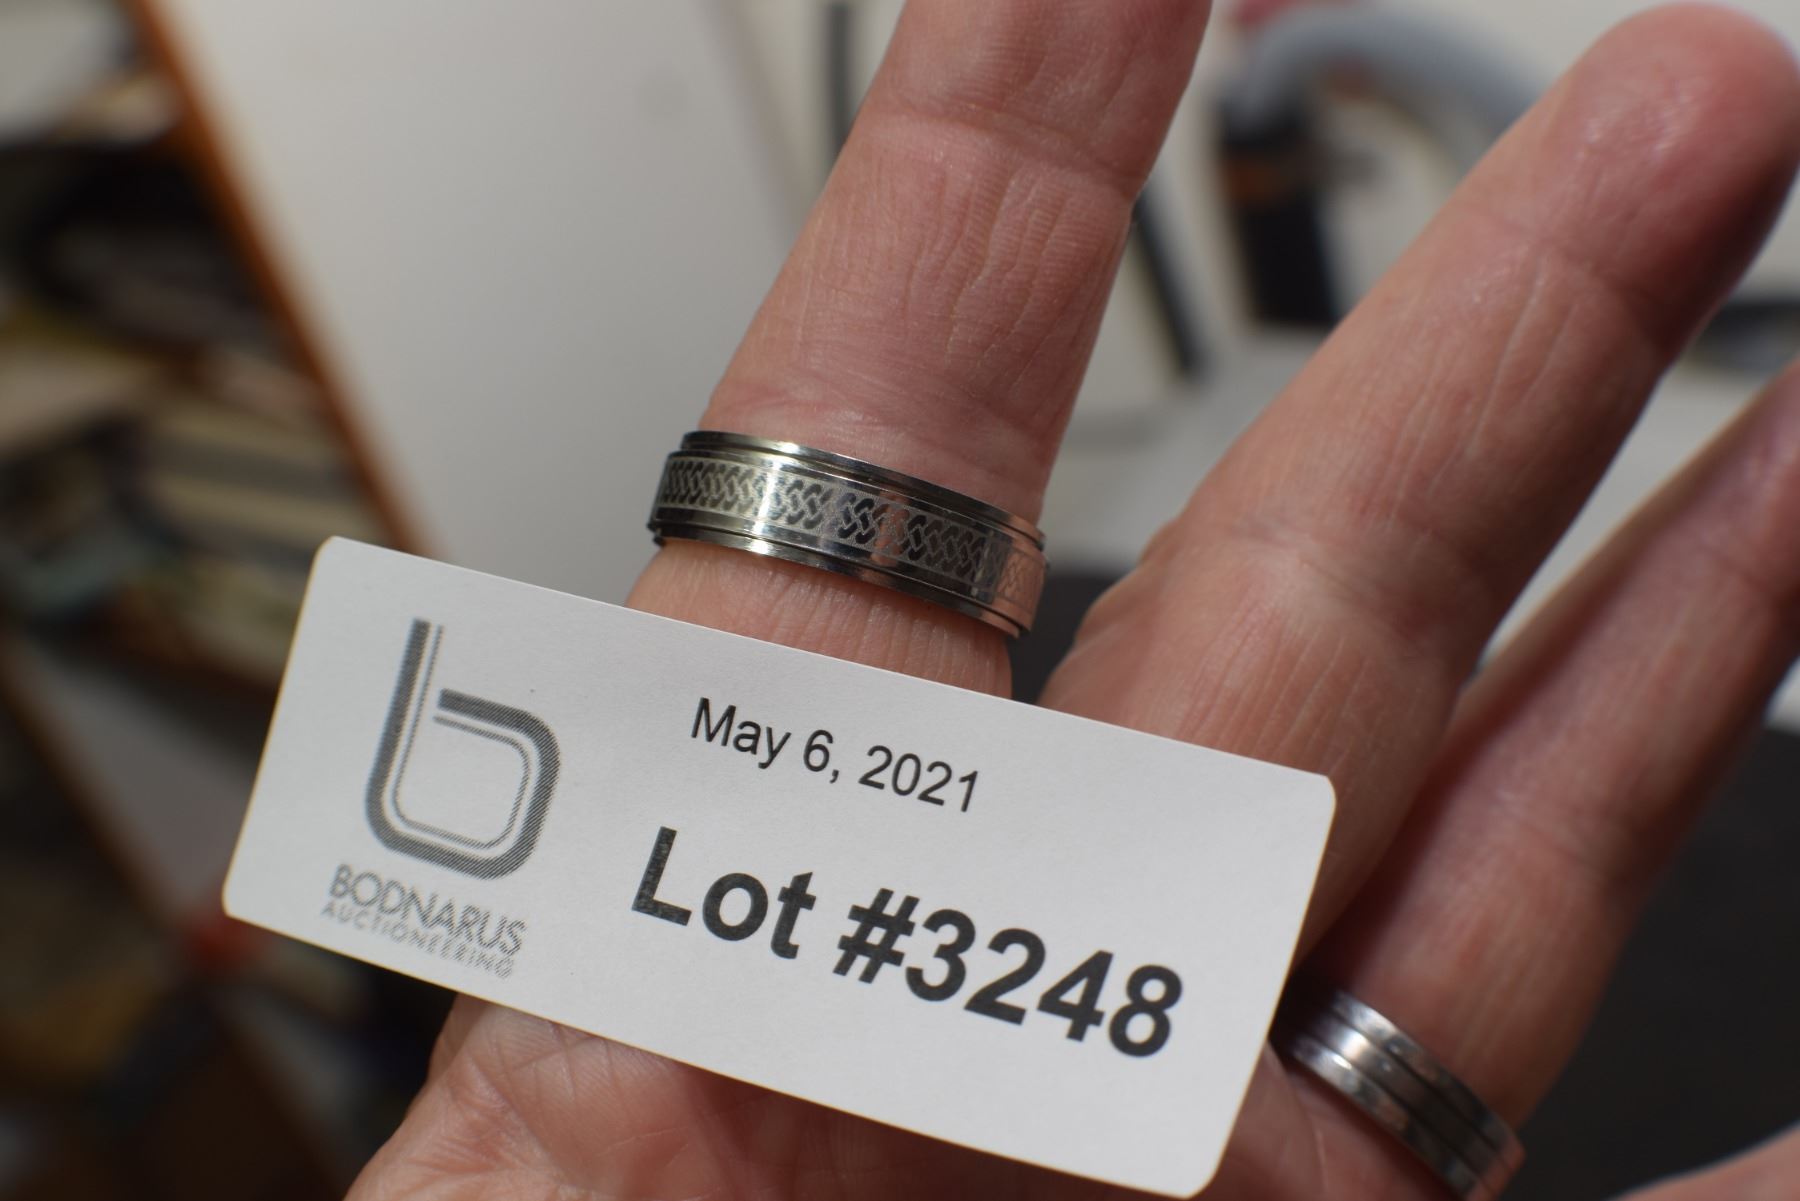 b
BODNARUS
AUCTIONEERING
May 6, 2021
Lot #3248